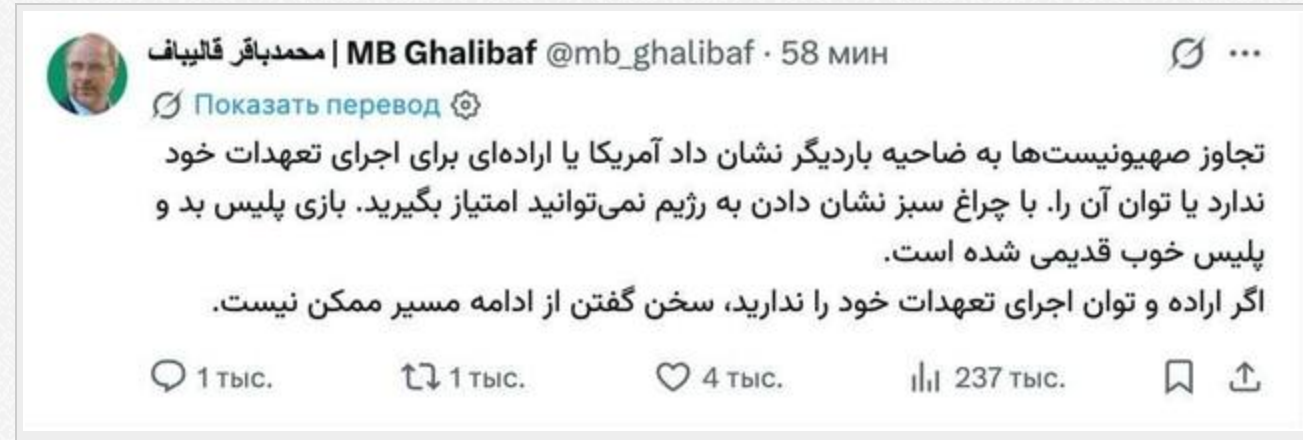 محمدباقر قالیباف | MB Ghalibaf @mb_ghalibaf · 58 мин
Показать перевод
تجاوز صهیونیست‌ها به ضاحیه باردیگر نشان داد آمریکا یا اراده‌ای برای اجرای تعهدات خود
ندارد یا توان آن را. با چراغ سبز نشان دادن به رژیم نمی‌توانید امتیاز بگیرید. بازی پلیس بد و
پلیس خوب قدیمی شده است.
اگر اراده و توان اجرای تعهدات خود را ندارید، سخن گفتن از ادامه مسیر ممکن نیست.
1 тыс. 1 тыс. 4 тыс. 237 тыс.